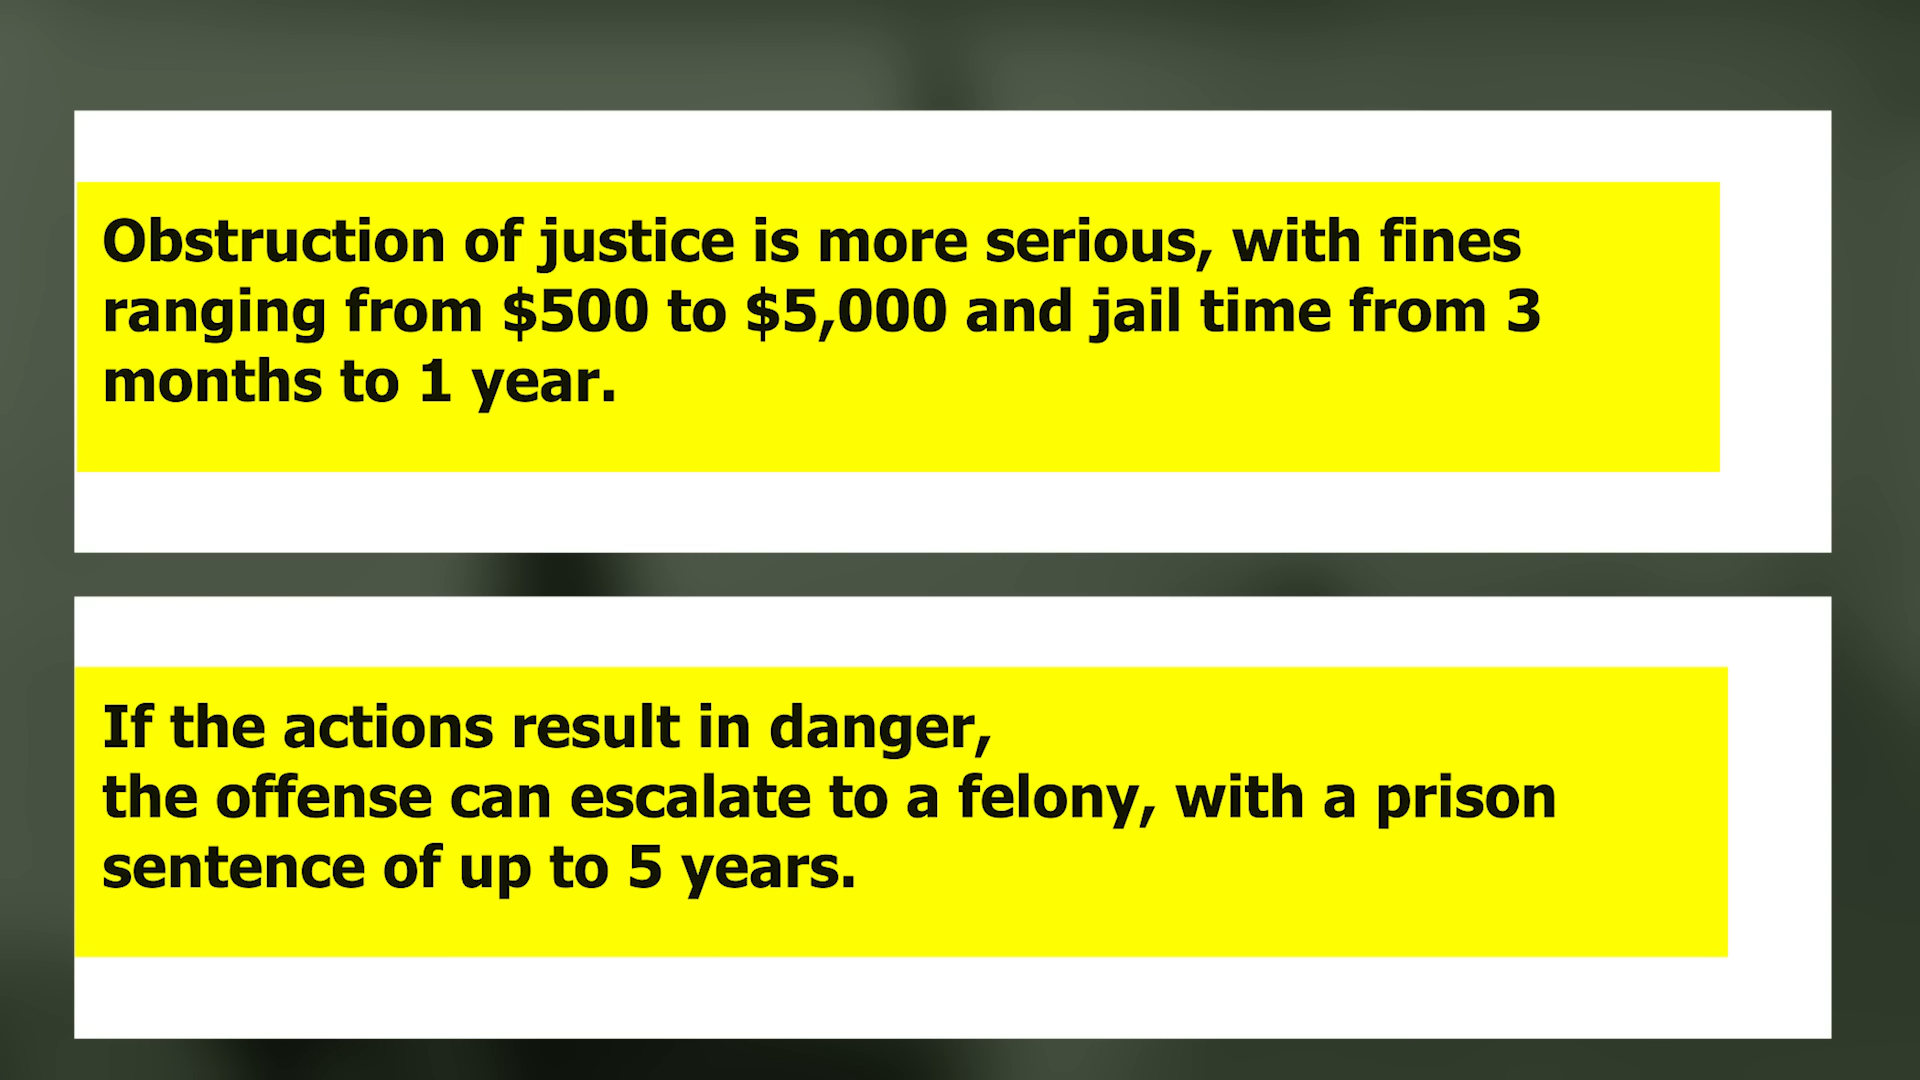 Obstruction of justice is more serious, with fines
ranging from $500 to $5,000 and jail time from 3
months to 1 year.
If the actions result in danger,
the offense can escalate to a felony, with a prison
sentence of up to 5 years.